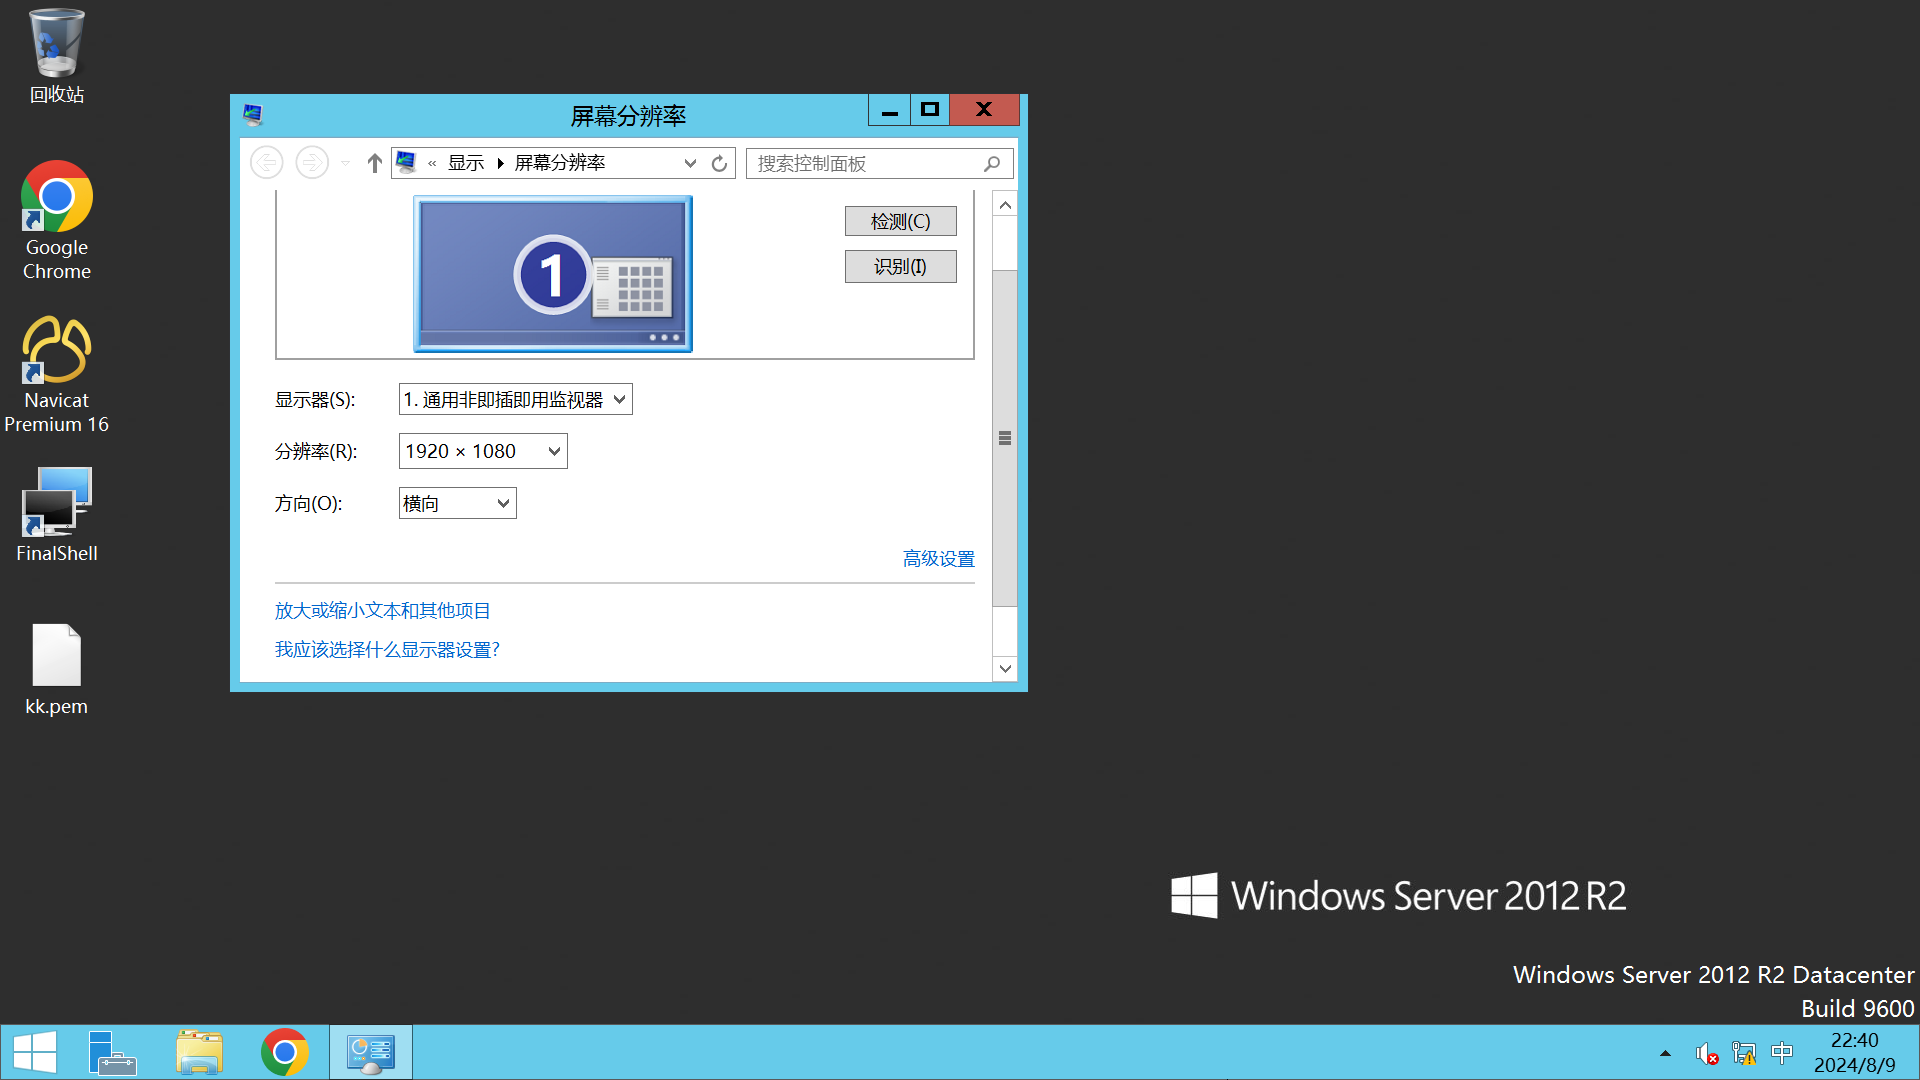 回收站
Google
Chrome
Navicat
Premium 16
FinalShell
kk.pem
屏幕分辨率
« 显示 屏幕分辨率
搜索控制面板
1
检测(C)
识别(I)
显示器(S): 1. 通用非即插即用监视器
分辨率(R): 1920 × 1080
方向(O): 横向
高级设置
放大或缩小文本和其他项目
我应该选择什么显示器设置?
Windows Server 2012 R2
Windows Server 2012 R2 Datacenter
Build 9600
中
22:40
2024/8/9